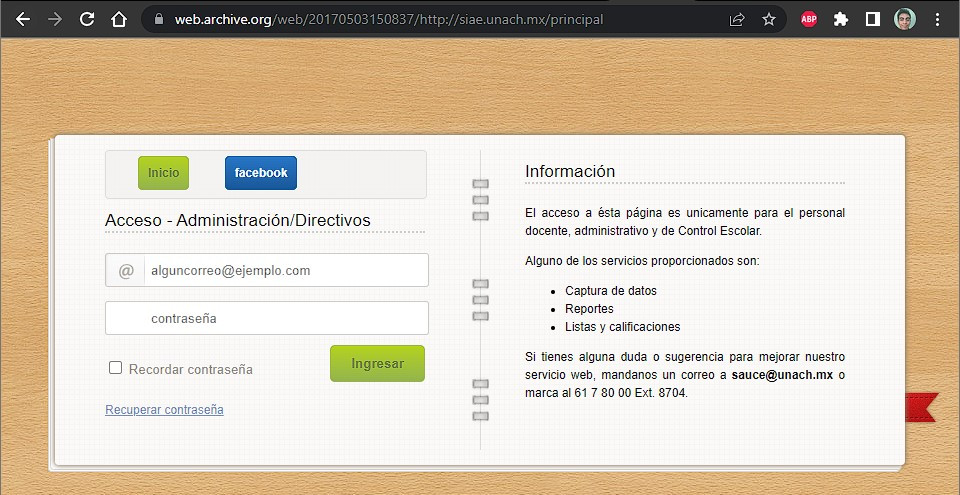 web.archive.org/web/20170503150837/http://siae.unach.mx/principal
ABP
Inicio
facebook
Acceso - Administración/Directivos
@ alguncorreo@ejemplo.com
contraseña
Recordar contraseña
Ingresar
Recuperar contraseña
Información
El acceso a ésta página es unicamente para el personal
docente, administrativo y de Control Escolar.
Alguno de los servicios proporcionados son:
• Captura de datos
• Reportes
• Listas y calificaciones
Si tienes alguna duda o sugerencia para mejorar nuestro
servicio web, mandanos un correo a sauce@unach.mx o
marca al 61 7 80 00 Ext. 8704.